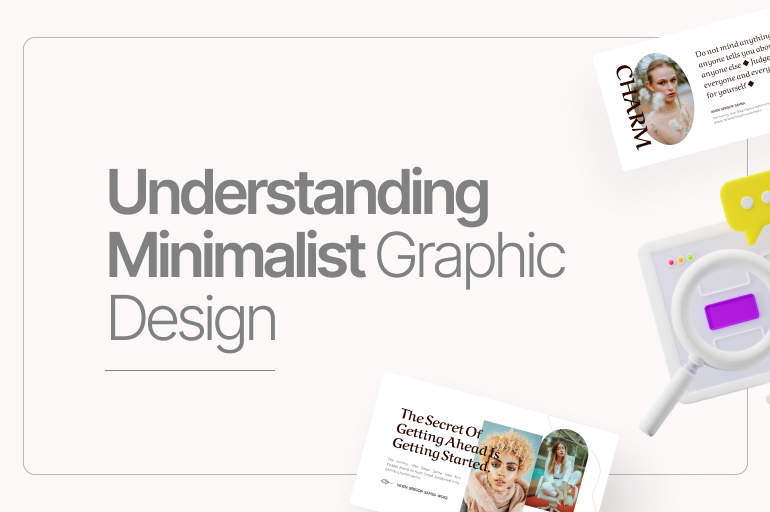 Understanding
Minimalist Graphic
Design
CHARM
Do not mind anything
anyone tells you
anyone else ◆ Judge
everyone and every
for yourself ◆
The Secret Of
Getting Ahead Is
Getting Started.